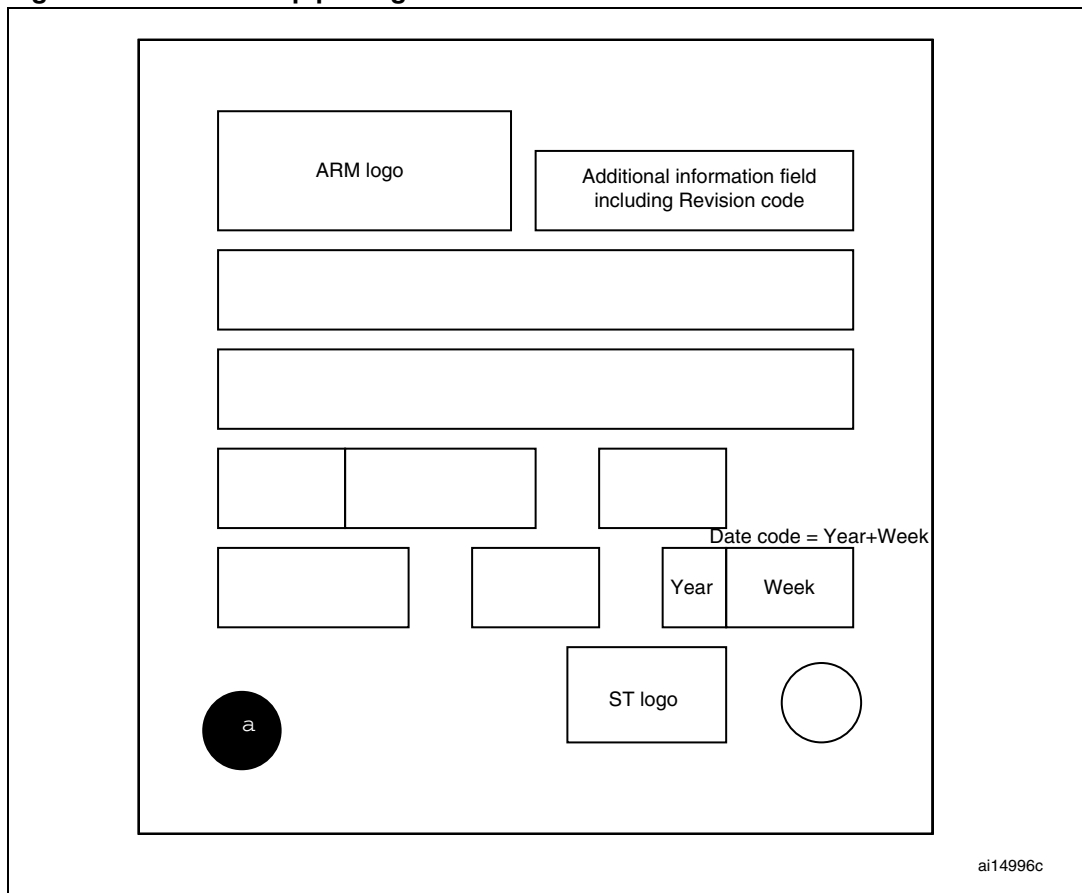 ARM logo
Additional information field
including Revision code
Date code = Year+Week
Year
Week
ST logo
a
ai14996c